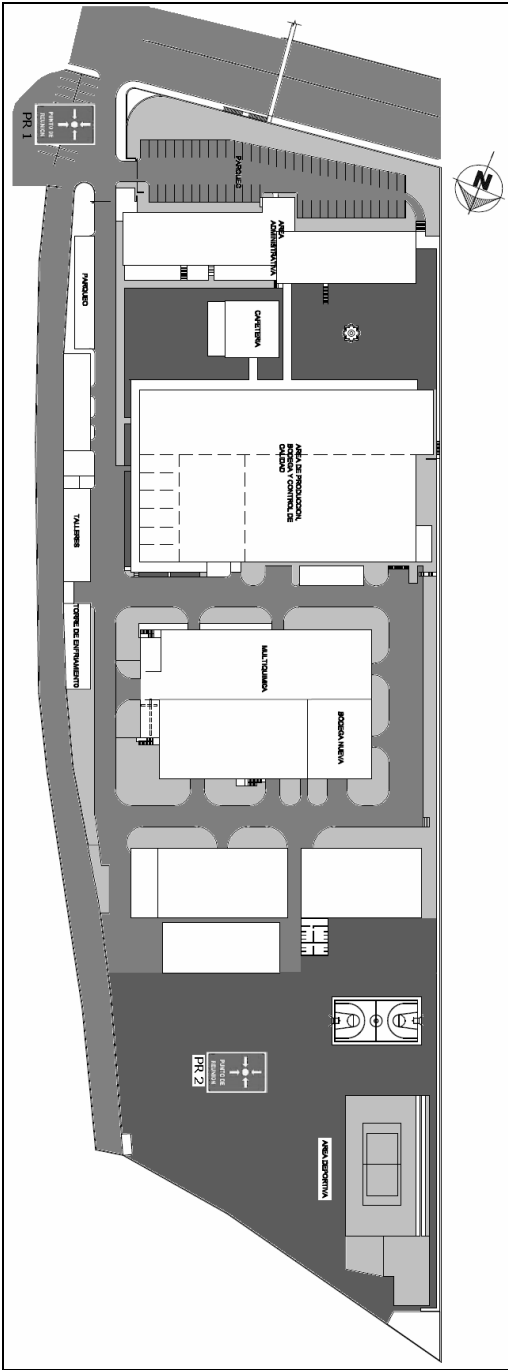 PUNTO DE
REUNION
PR 1
PARQUEO
N
AREA
ADMINISTRATIVA
PARQUEO
CAFETERIA
AREA DE PRODUCCION,
BODEGA Y CONTROL DE
CALIDAD
TALLERES
TORRE DE ENFRIAMIENTO
MULTIQUIMICA
BODEGA NUEVA
PUNTO DE
REUNION
PR 2
AREA DEPORTIVA